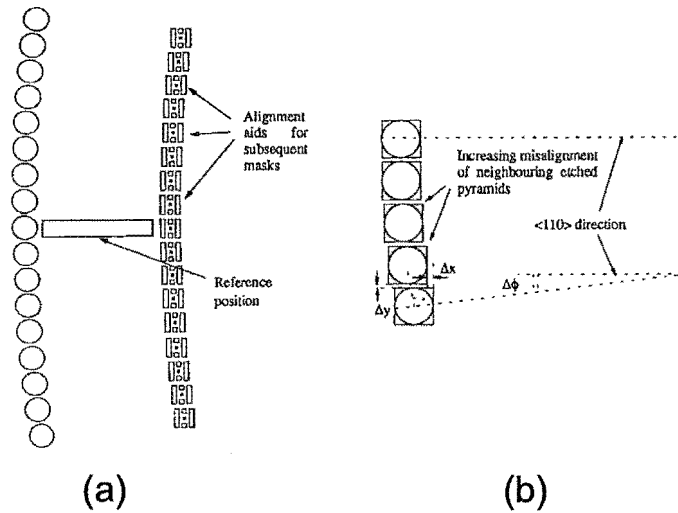 Alignment
aids for
subsequent
masks
Reference
position
(a)
Increasing misalignment
of neighbouring etched
pyramids
<110> direction
Δx
Δϕ
Δy
(b)